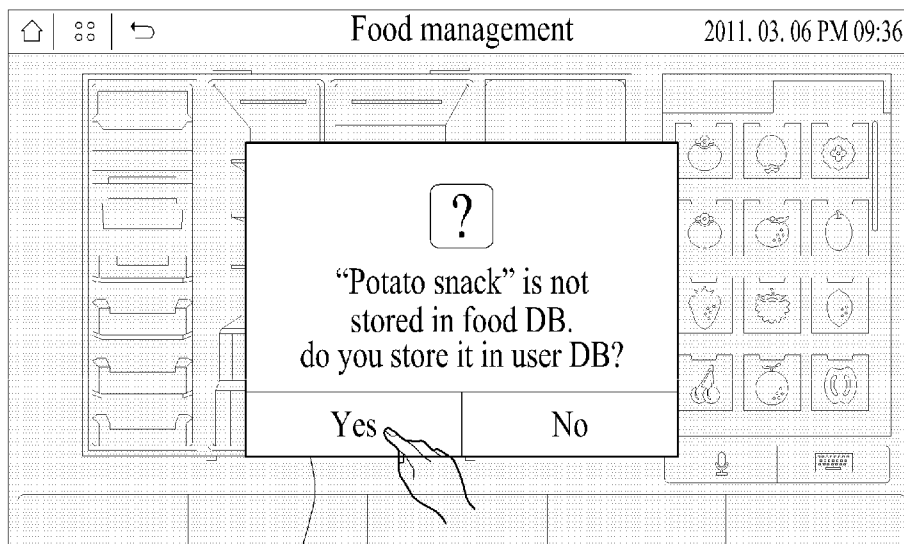 Food management
2011. 03. 06 PM 09:36
?
“Potato snack” is not
stored in food DB.
do you store it in user DB?
Yes
No